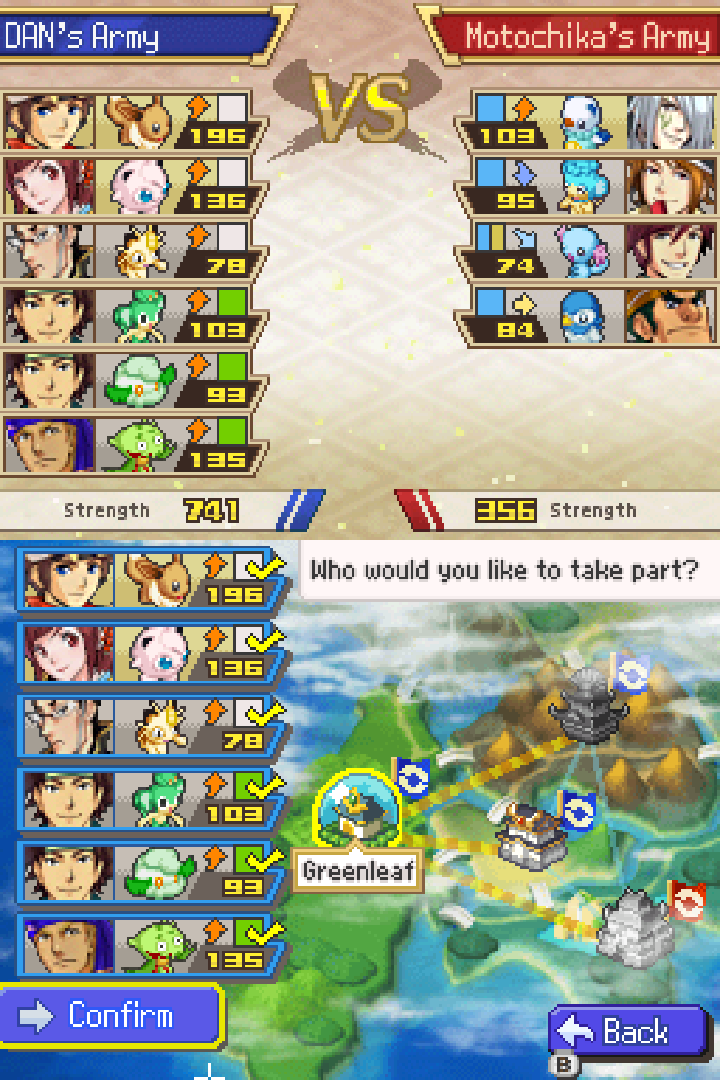 DAN's Army
Motochika's Army
VS
196
103
136
95
78
74
103
84
93
135
Strength 741
356 Strength
Who would you like to take part?
196
136
78
103
93
135
Greenleaf
Confirm
Back
B